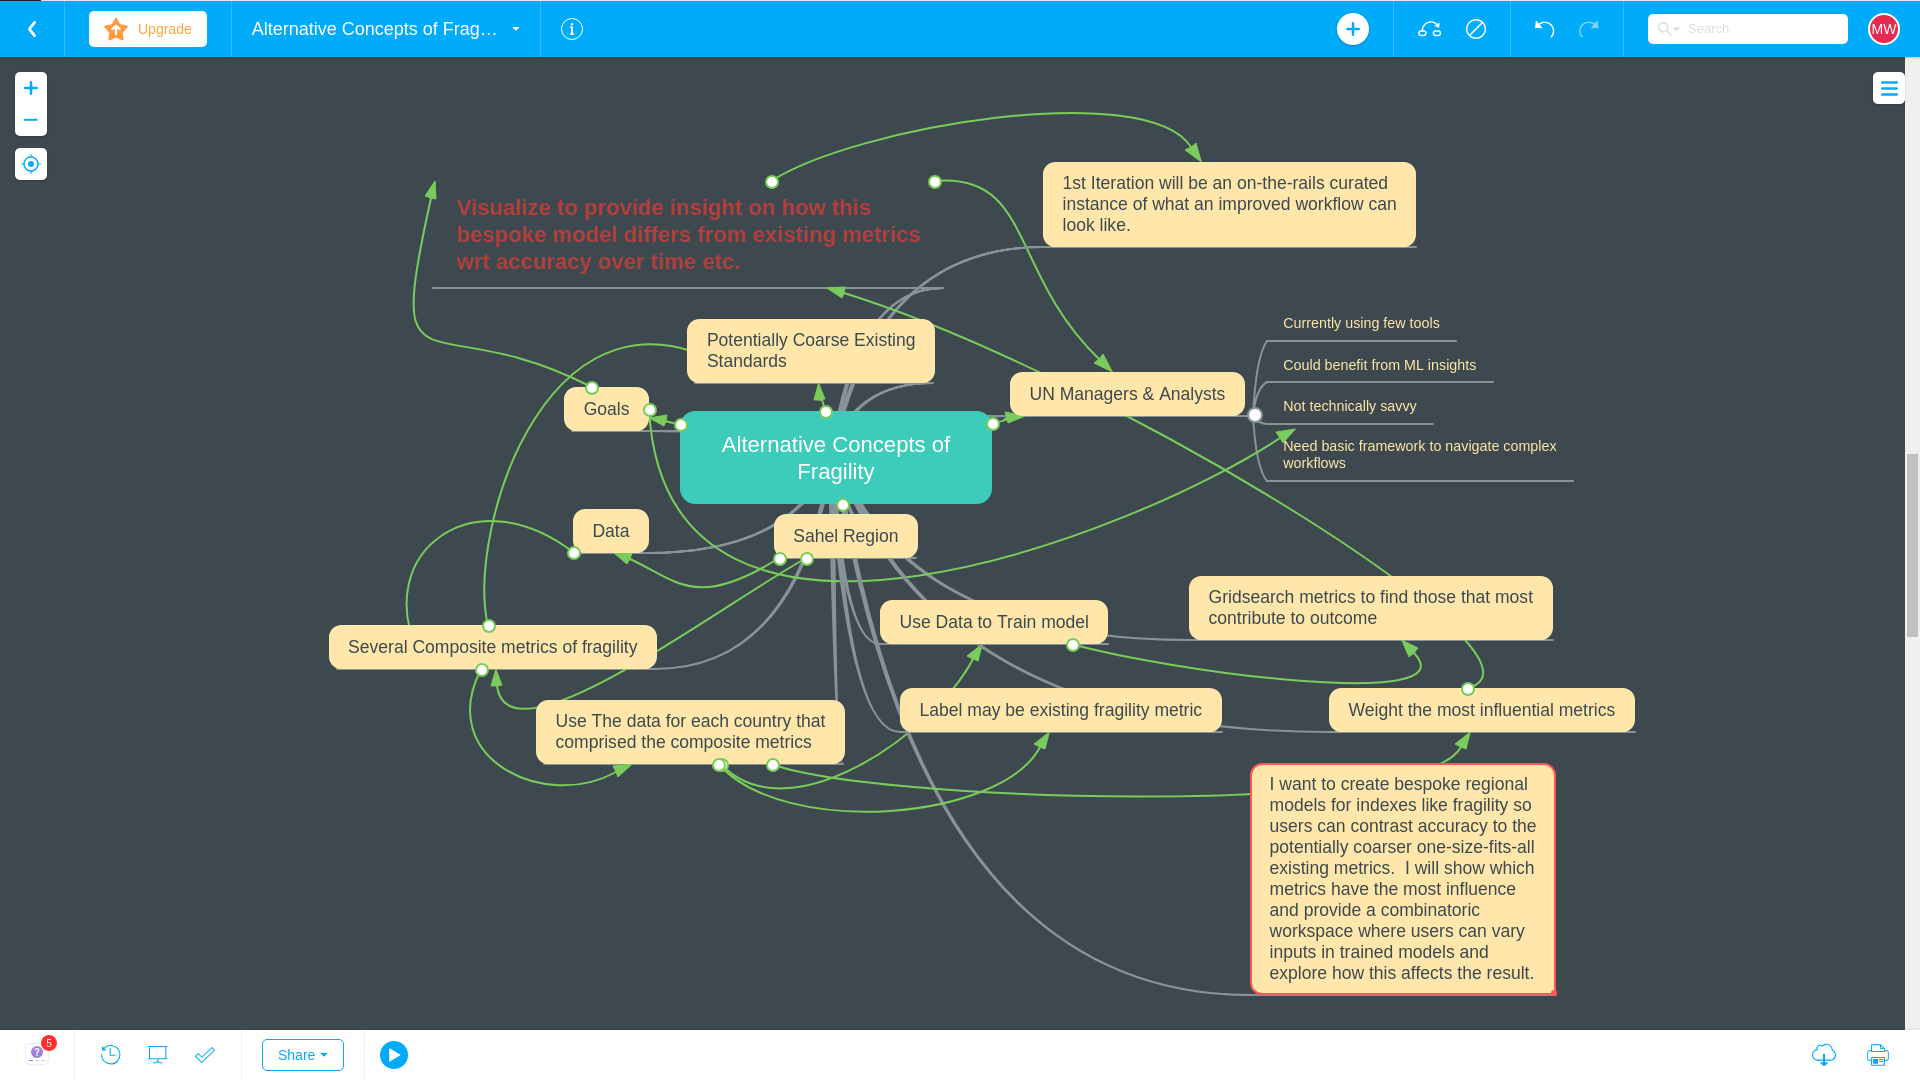 Upgrade
Alternative Concepts of Frag...
Search
MW
1st Iteration will be an on-the-rails curated
instance of what an improved workflow can
look like.
Visualize to provide insight on how this
bespoke model differs from existing metrics
wrt accuracy over time etc.
Currently using few tools
Potentially Coarse Existing
Standards
Could benefit from ML insights
UN Managers & Analysts
Goals
Not technically savvy
Alternative Concepts of
Fragility
Need basic framework to navigate complex
workflows
Data
Sahel Region
Gridsearch metrics to find those that most
contribute to outcome
Use Data to Train model
Several Composite metrics of fragility
Label may be existing fragility metric
Weight the most influential metrics
Use The data for each country that
comprised the composite metrics
I want to create bespoke regional
models for indexes like fragility so
users can contrast accuracy to the
potentially coarser one-size-fits-all
existing metrics.  I will show which
metrics have the most influence
and provide a combinatoric
workspace where users can vary
inputs in trained models and
explore how this affects the result.
5
Share